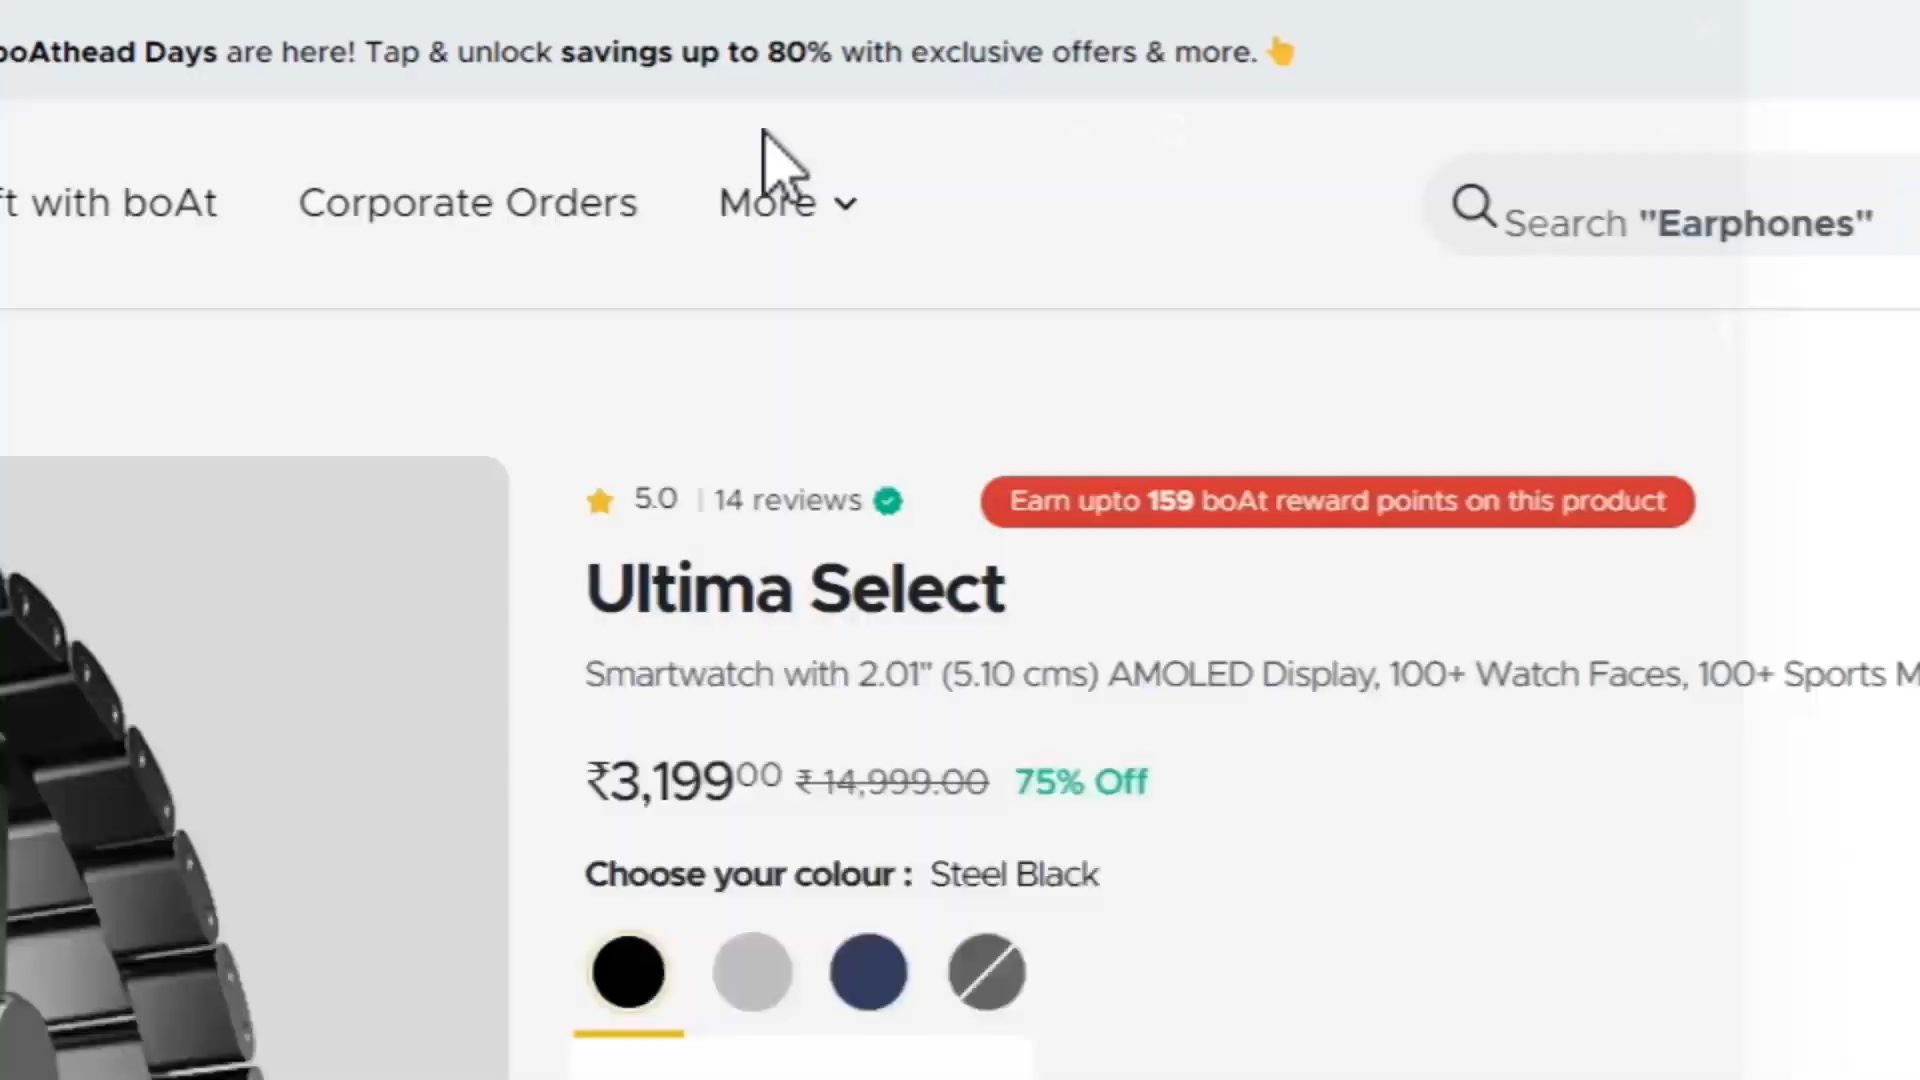 boAthead Days are here! Tap & unlock savings up to 80% with exclusive offers & more.
ft with boAt
Corporate Orders
More
Search "Earphones"
5.0 | 14 reviews
Earn upto 159 boAt reward points on this product
Ultima Select
Smartwatch with 2.01" (5.10 cms) AMOLED Display, 100+ Watch Faces, 100+ Sports M
₹3,19900 ₹ 14,999.00 75% Off
Choose your colour : Steel Black